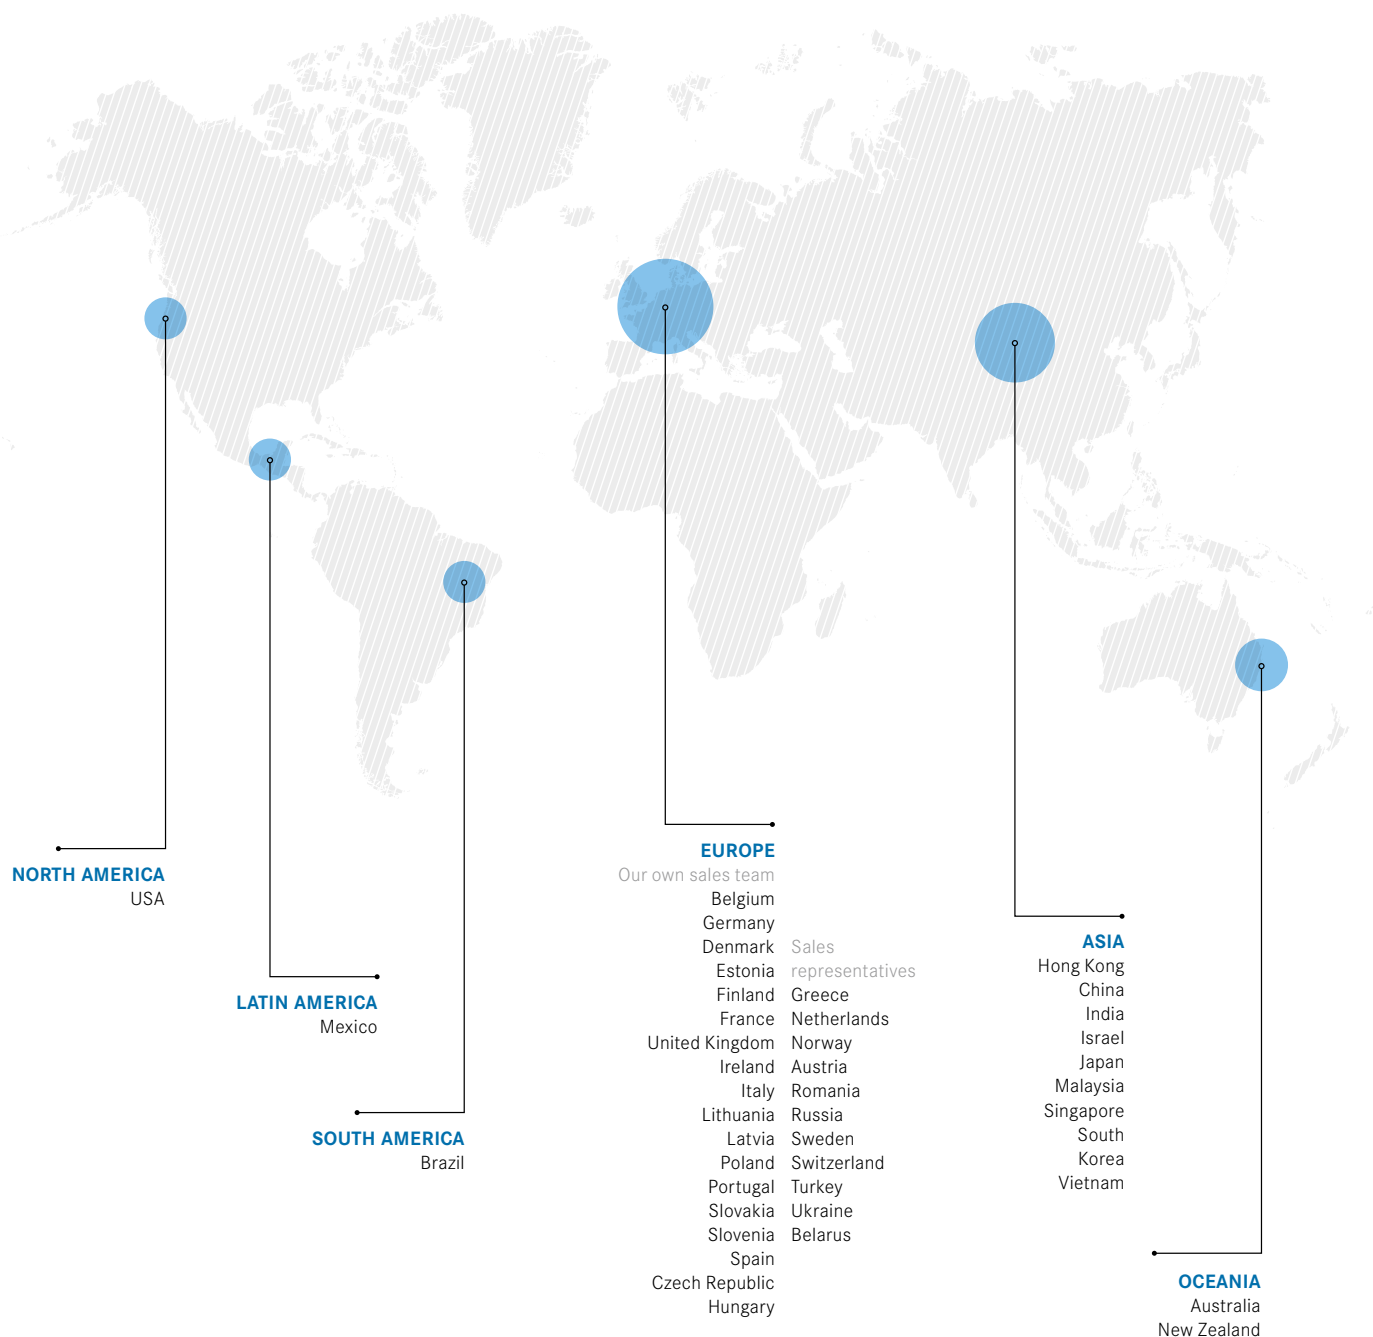 NORTH AMERICA
USA
LATIN AMERICA
Mexico
SOUTH AMERICA
Brazil
EUROPE
Our own sales team
Belgium
Germany
Denmark
Estonia
Finland
France
United Kingdom
Ireland
Italy
Lithuania
Latvia
Poland
Portugal
Slovakia
Slovenia
Spain
Czech Republic
Hungary
Sales
representatives
Greece
Netherlands
Norway
Austria
Romania
Russia
Sweden
Switzerland
Turkey
Ukraine
Belarus
ASIA
Hong Kong
China
India
Israel
Japan
Malaysia
Singapore
South
Korea
Vietnam
OCEANIA
Australia
New Zealand